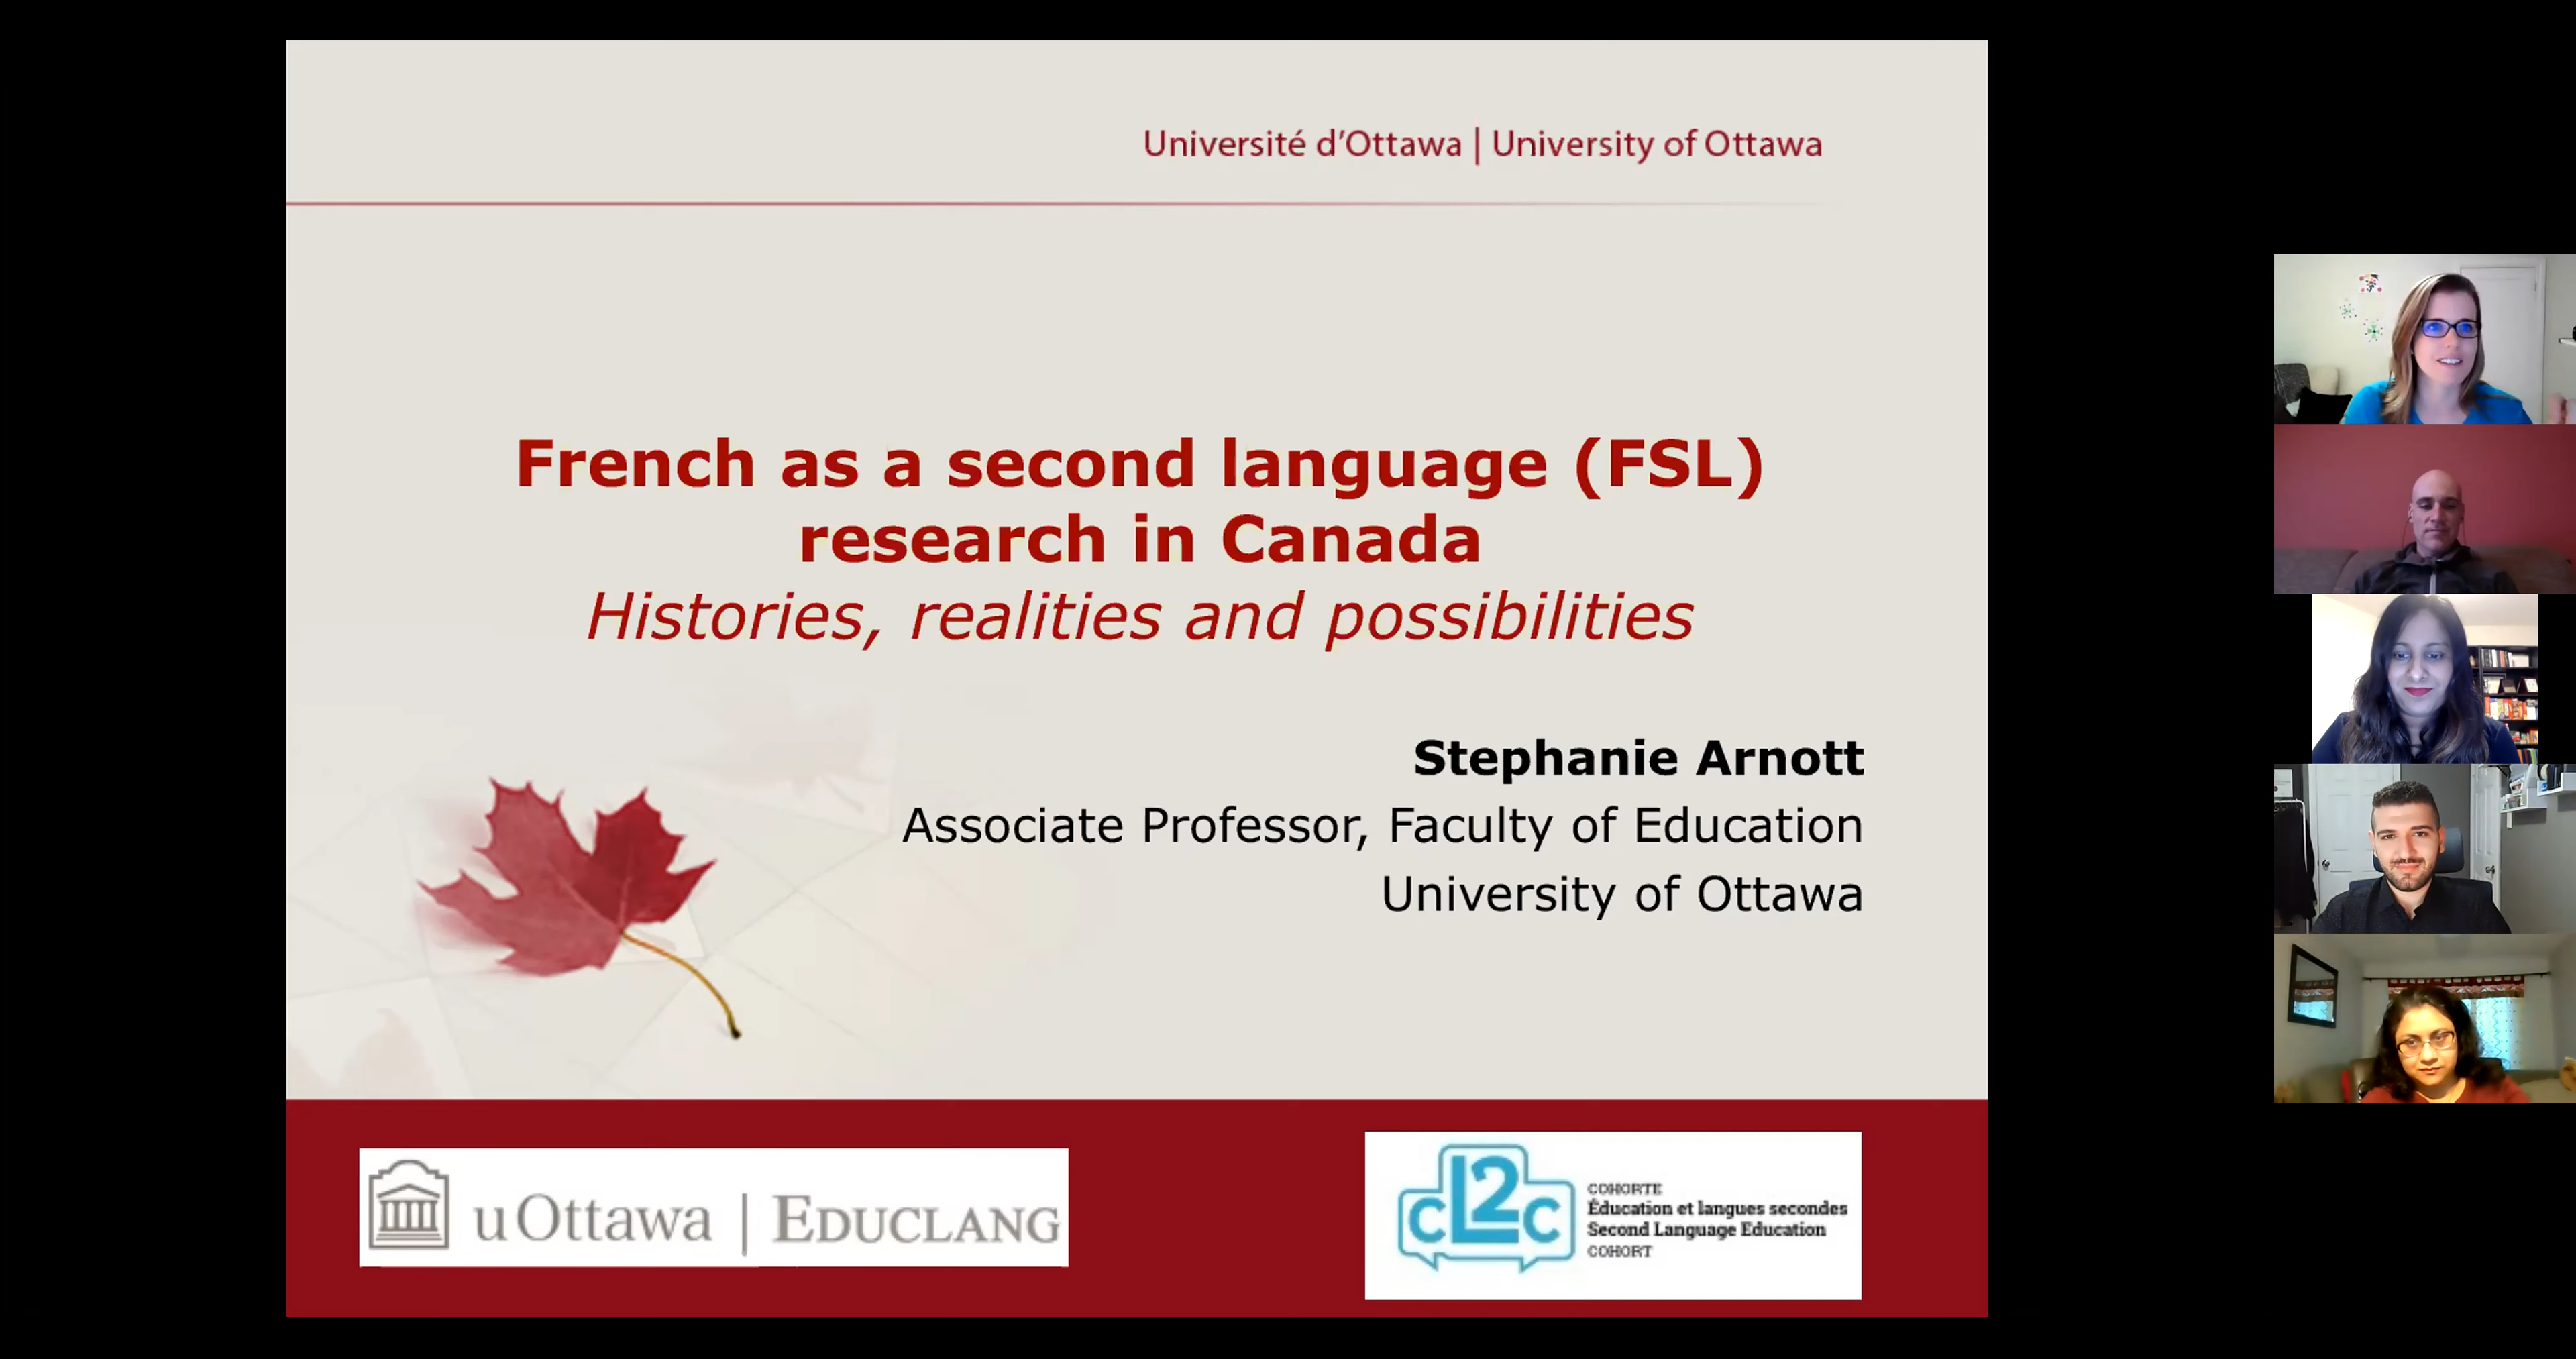 Université d'Ottawa | University of Ottawa
French as a second language (FSL)
research in Canada
Histories, realities and possibilities
Stephanie Arnott
Associate Professor, Faculty of Education
University of Ottawa
uOttawa | EDUCLANG
CL2C
COHORTE
Éducation et langues secondes
Second Language Education
COHORT